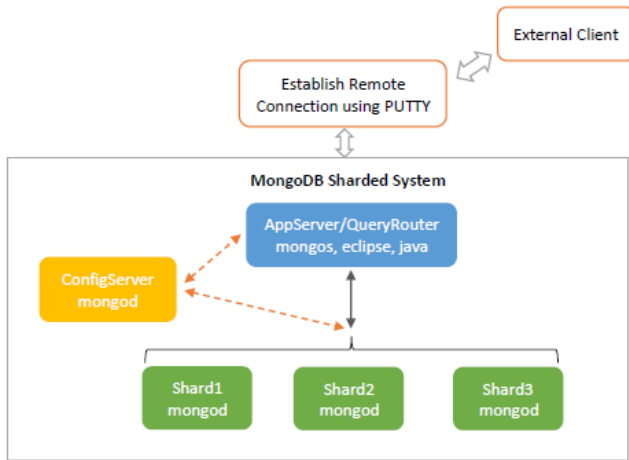 External Client
Establish Remote
Connection using PUTTY
MongoDB Sharded System
AppServer/QueryRouter
mongos, eclipse, java
ConfigServer
mongod
Shard1
mongod
Shard2
mongod
Shard3
mongod